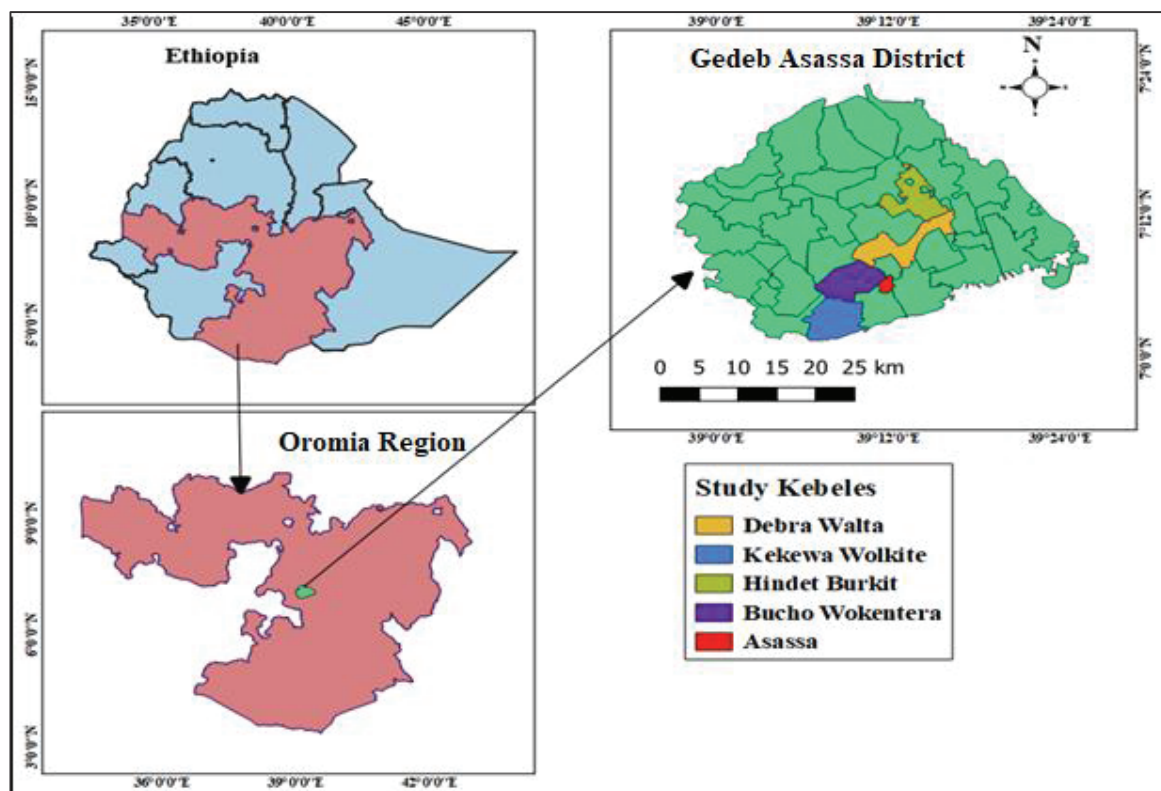 35°0'0"E 40°0'0"E 45°0'0"E
Ethiopia
15°0'0"N
10°0'0"N
5°0'0"N
Oromia Region
9°0'0"N
6°0'0"N
3°0'0"N
36°0'0"E 39°0'0"E 42°0'0"E
39°0'0"E 39°12'0"E 39°24'0"E
Gedeb Asassa District
N
7°24'0"N
7°12'0"N
7°0'0"N
0 5 10 15 20 25 km
39°0'0"E 39°12'0"E 39°24'0"E
Study Kebeles
Debra Walta
Kekewa Wolkite
Hindet Burkit
Bucho Wokentera
Asassa